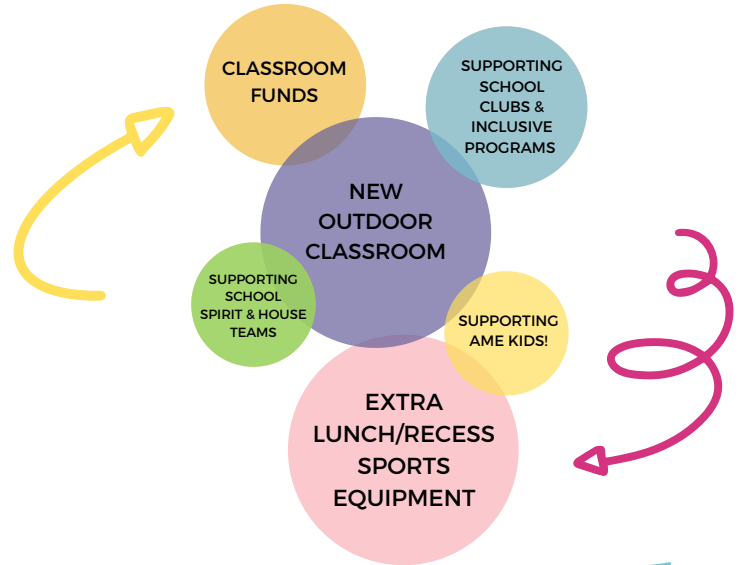 CLASSROOM
FUNDS
SUPPORTING
SCHOOL
CLUBS &
INCLUSIVE
PROGRAMS
NEW
OUTDOOR
CLASSROOM
SUPPORTING
SCHOOL
SPIRIT & HOUSE
TEAMS
SUPPORTING
AME KIDS!
EXTRA
LUNCH/RECESS
SPORTS
EQUIPMENT